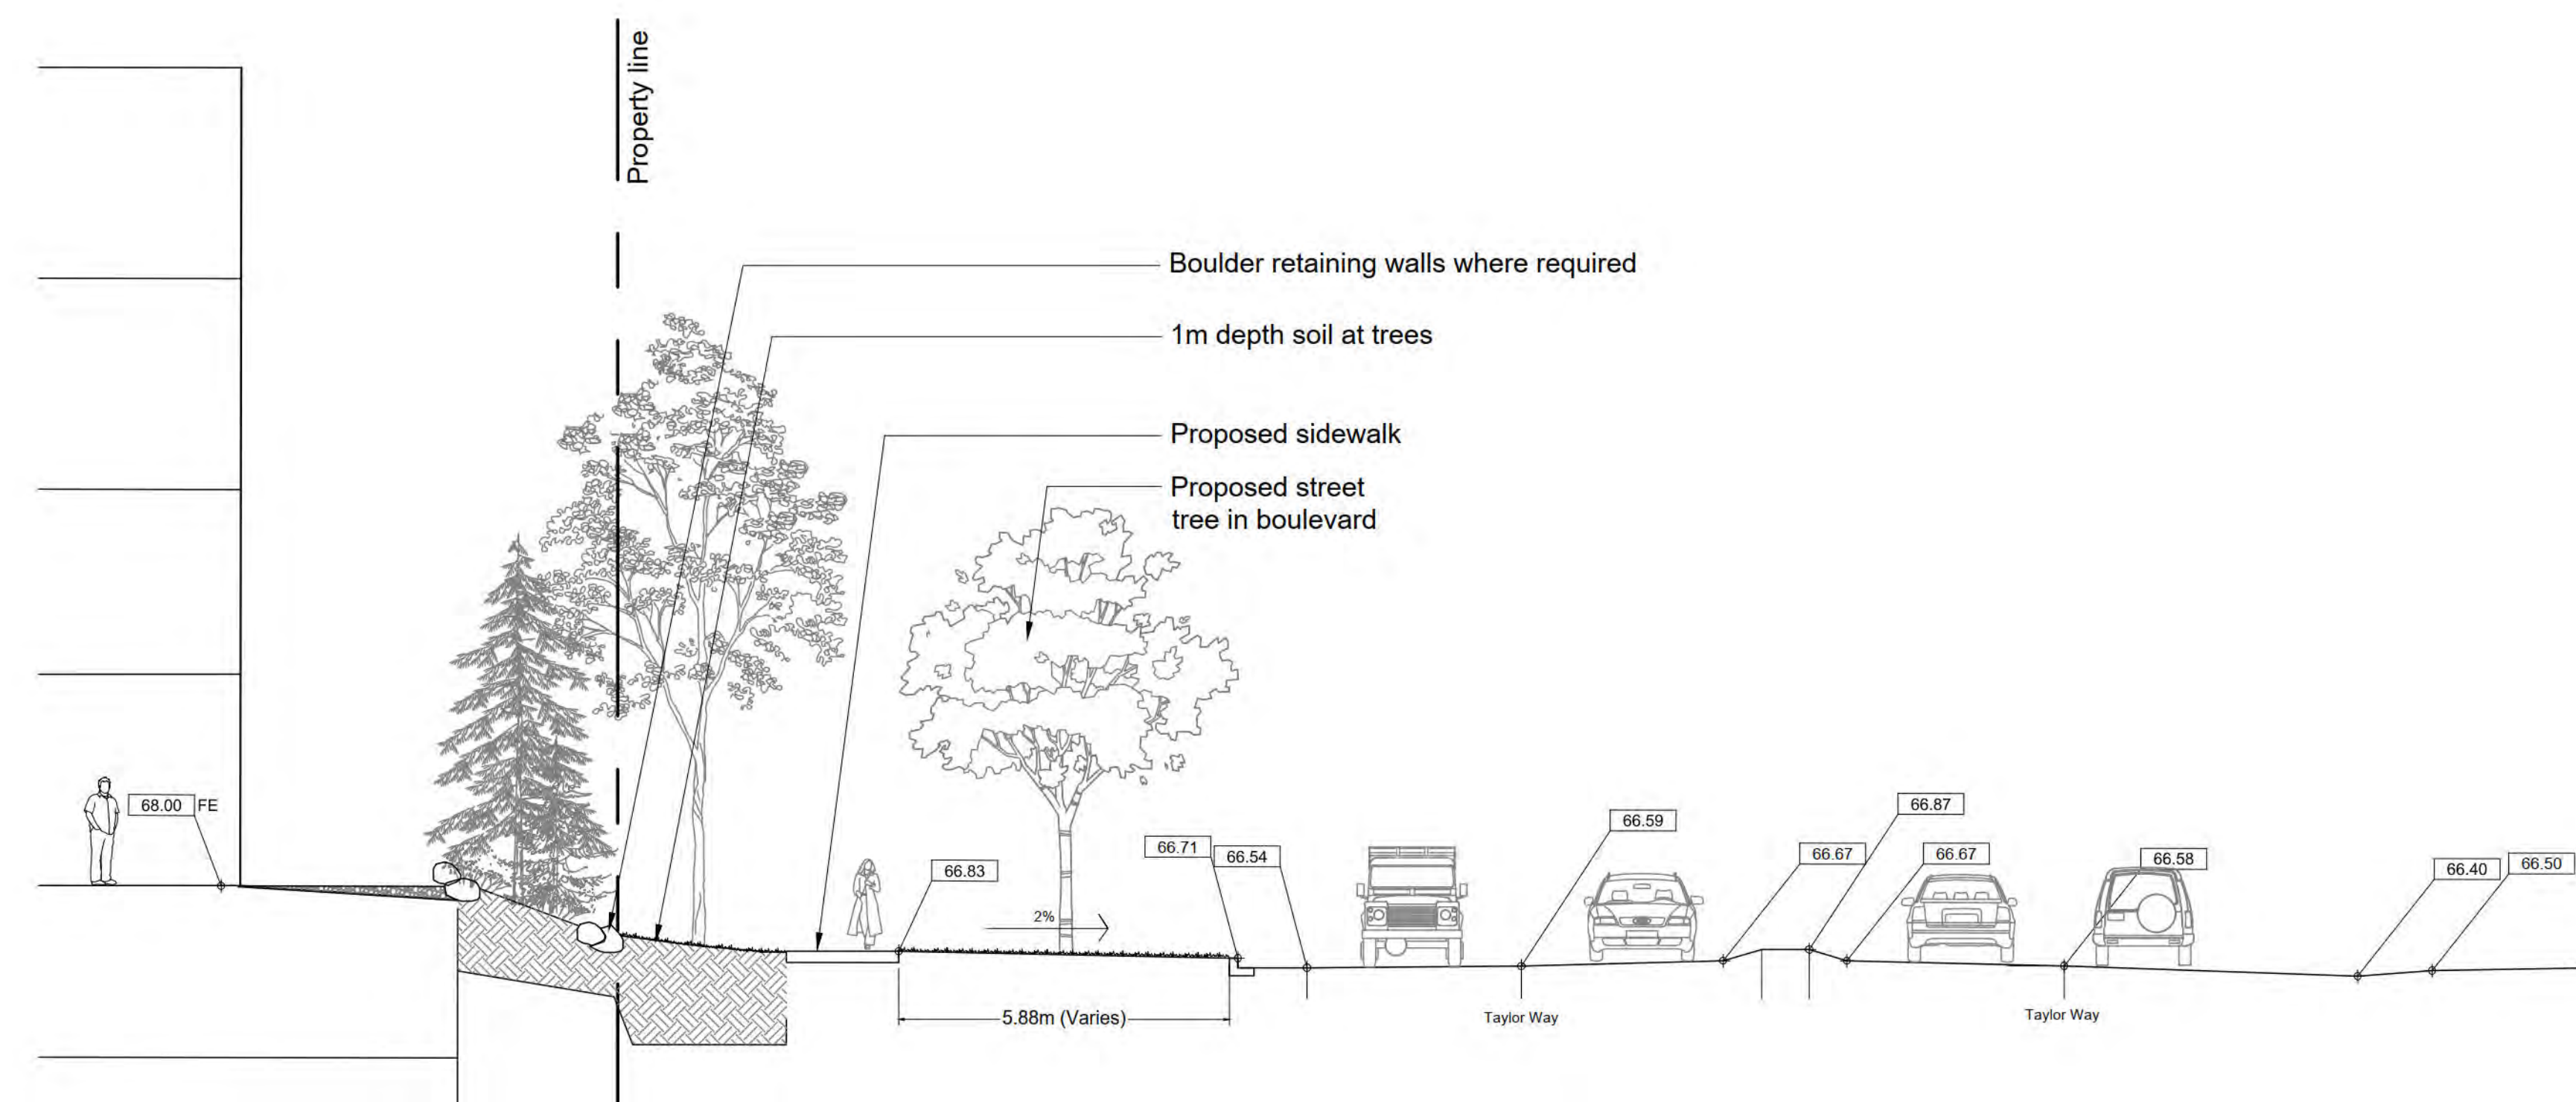 Property line
Boulder retaining walls where required
1m depth soil at trees
Proposed sidewalk
Proposed street
tree in boulevard
68.00 FE
66.83
2%
66.71
66.54
66.59
66.67
66.87
66.67
66.58
66.40
66.50
5.88m (Varies)
Taylor Way
Taylor Way